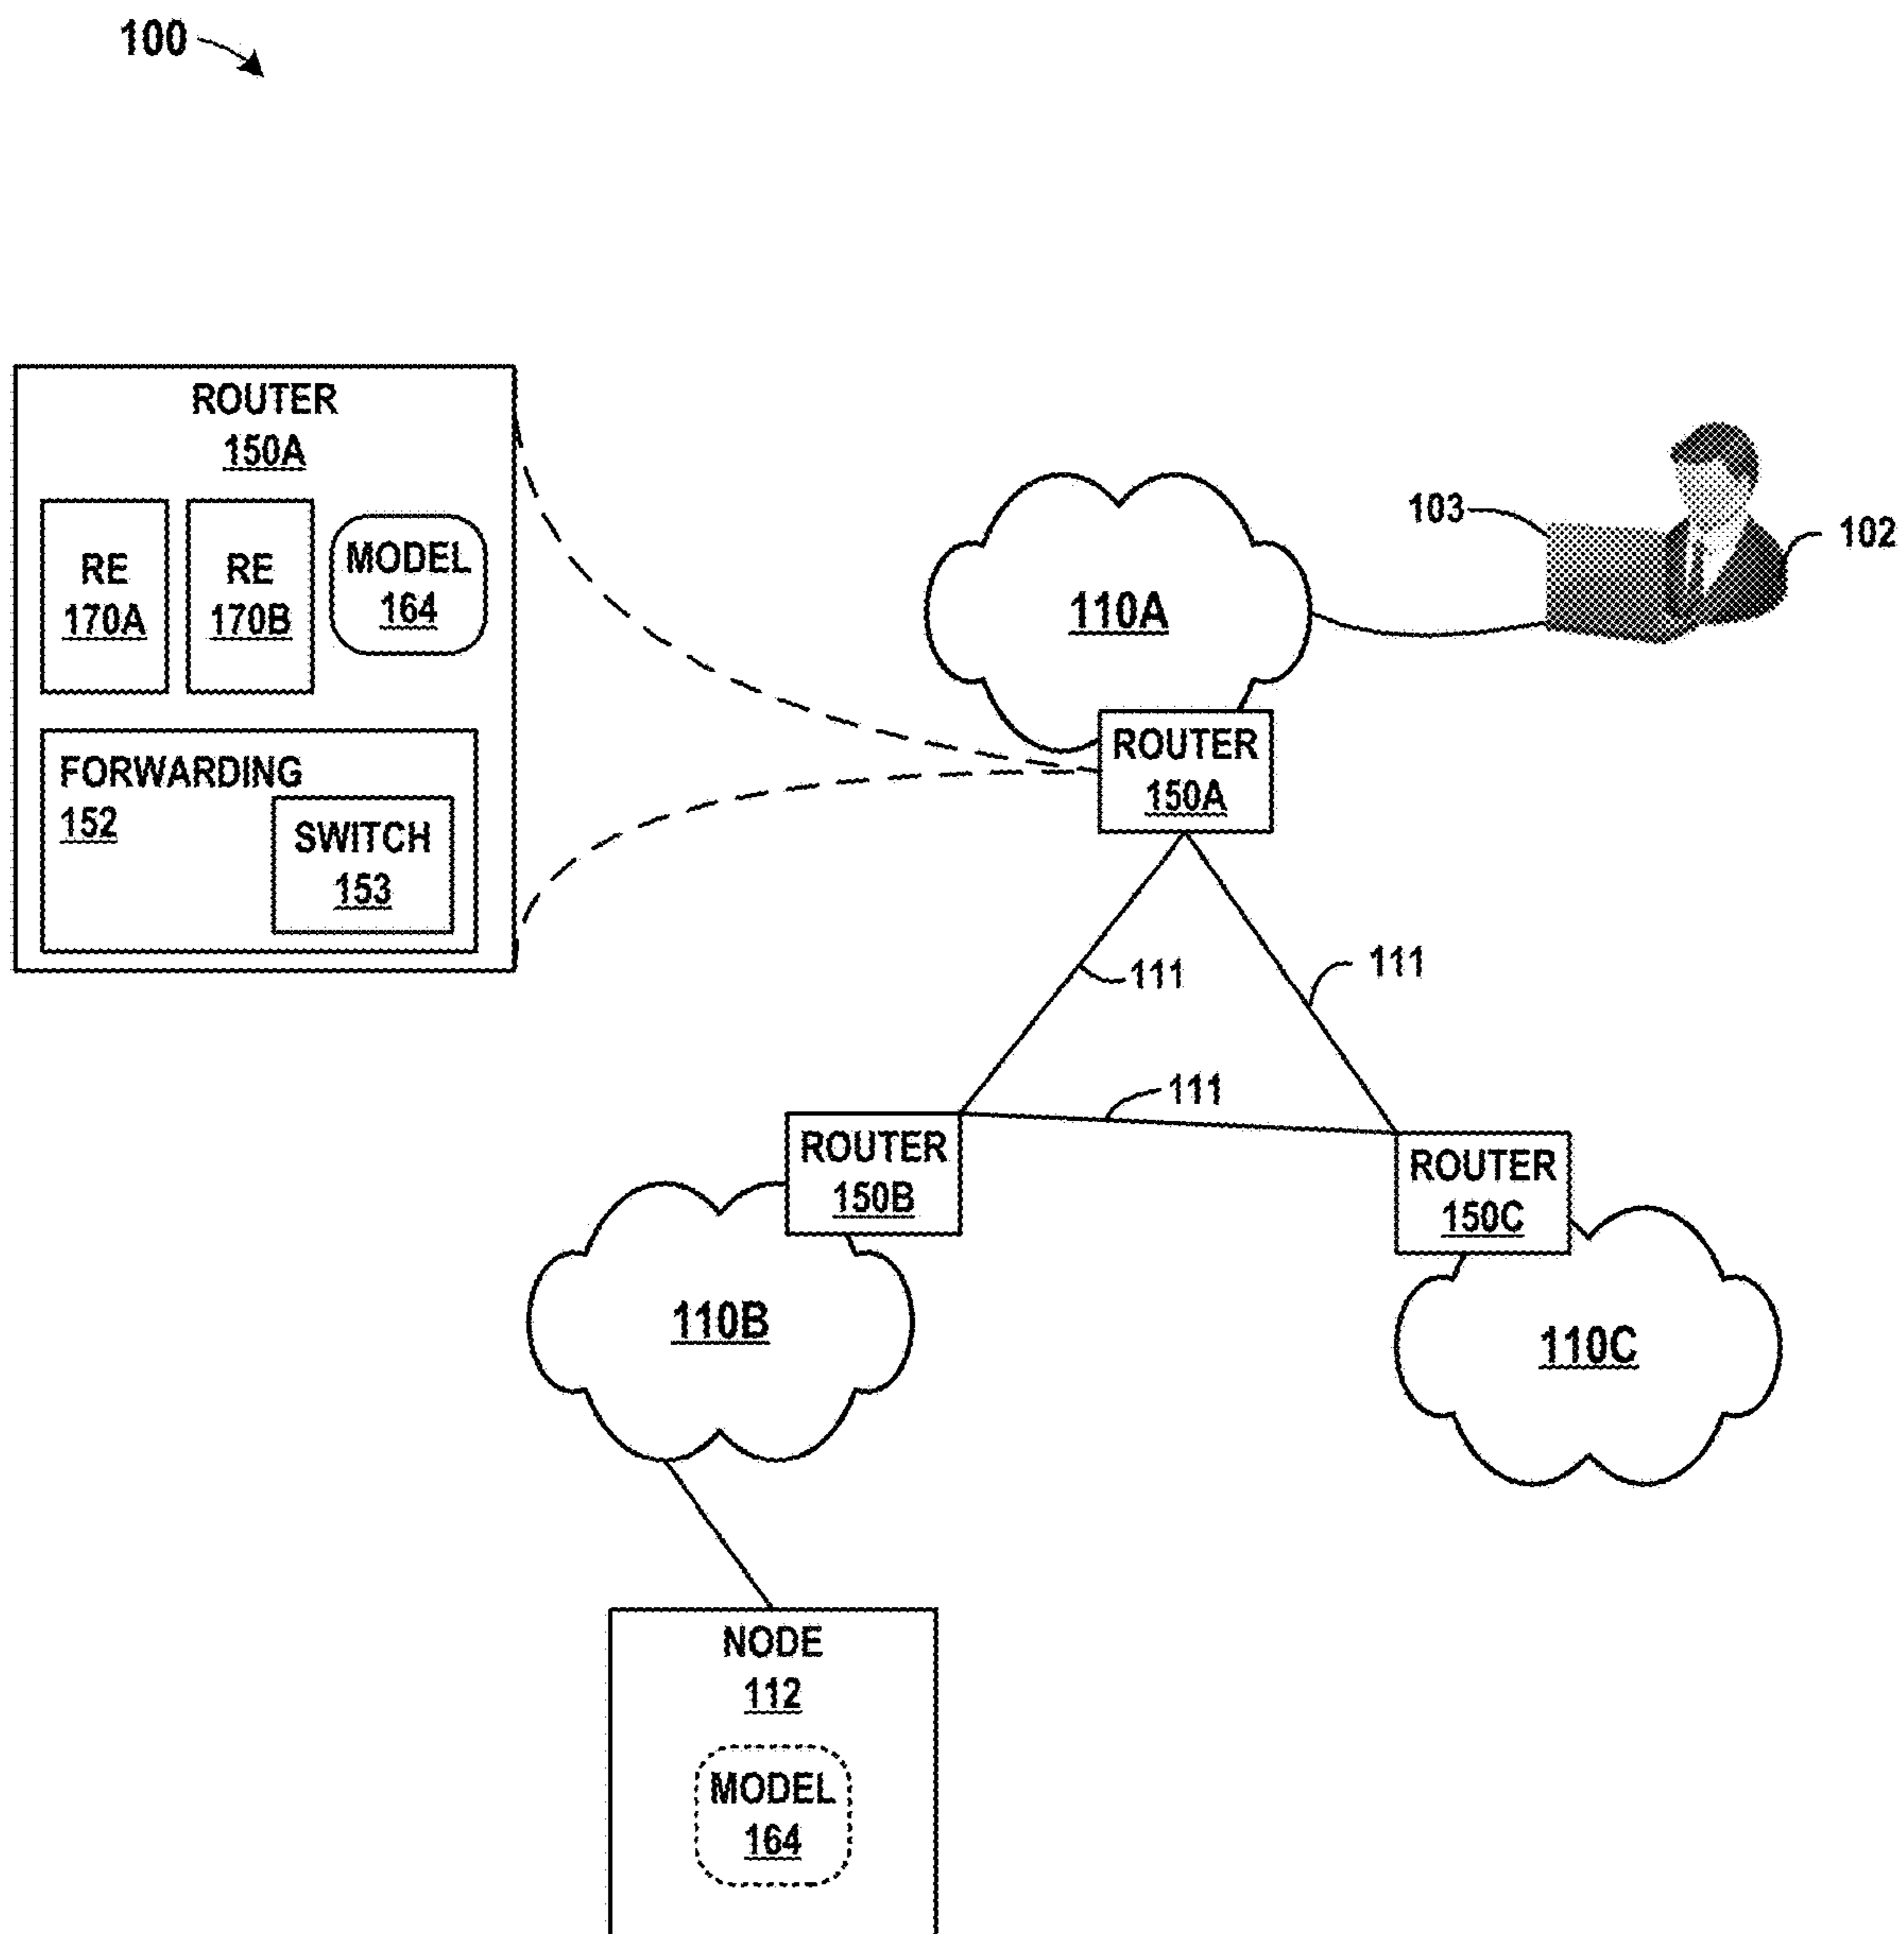 100
ROUTER
150A
RE
170A
RE
170B
MODEL
164
FORWARDING
152
SWITCH
153
110A
103
102
ROUTER
150A
111
111
111
ROUTER
150B
ROUTER
150C
110B
110C
NODE
112
MODEL
164